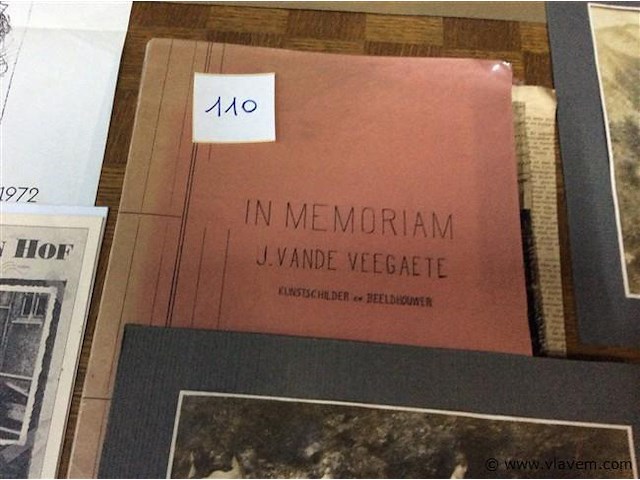 110
1972
HOF
IN MEMORIAM
J. VANDE VEEGAETE
KUNSTSCHILDER EN BEELDHOUWER
© www.vlavem.com